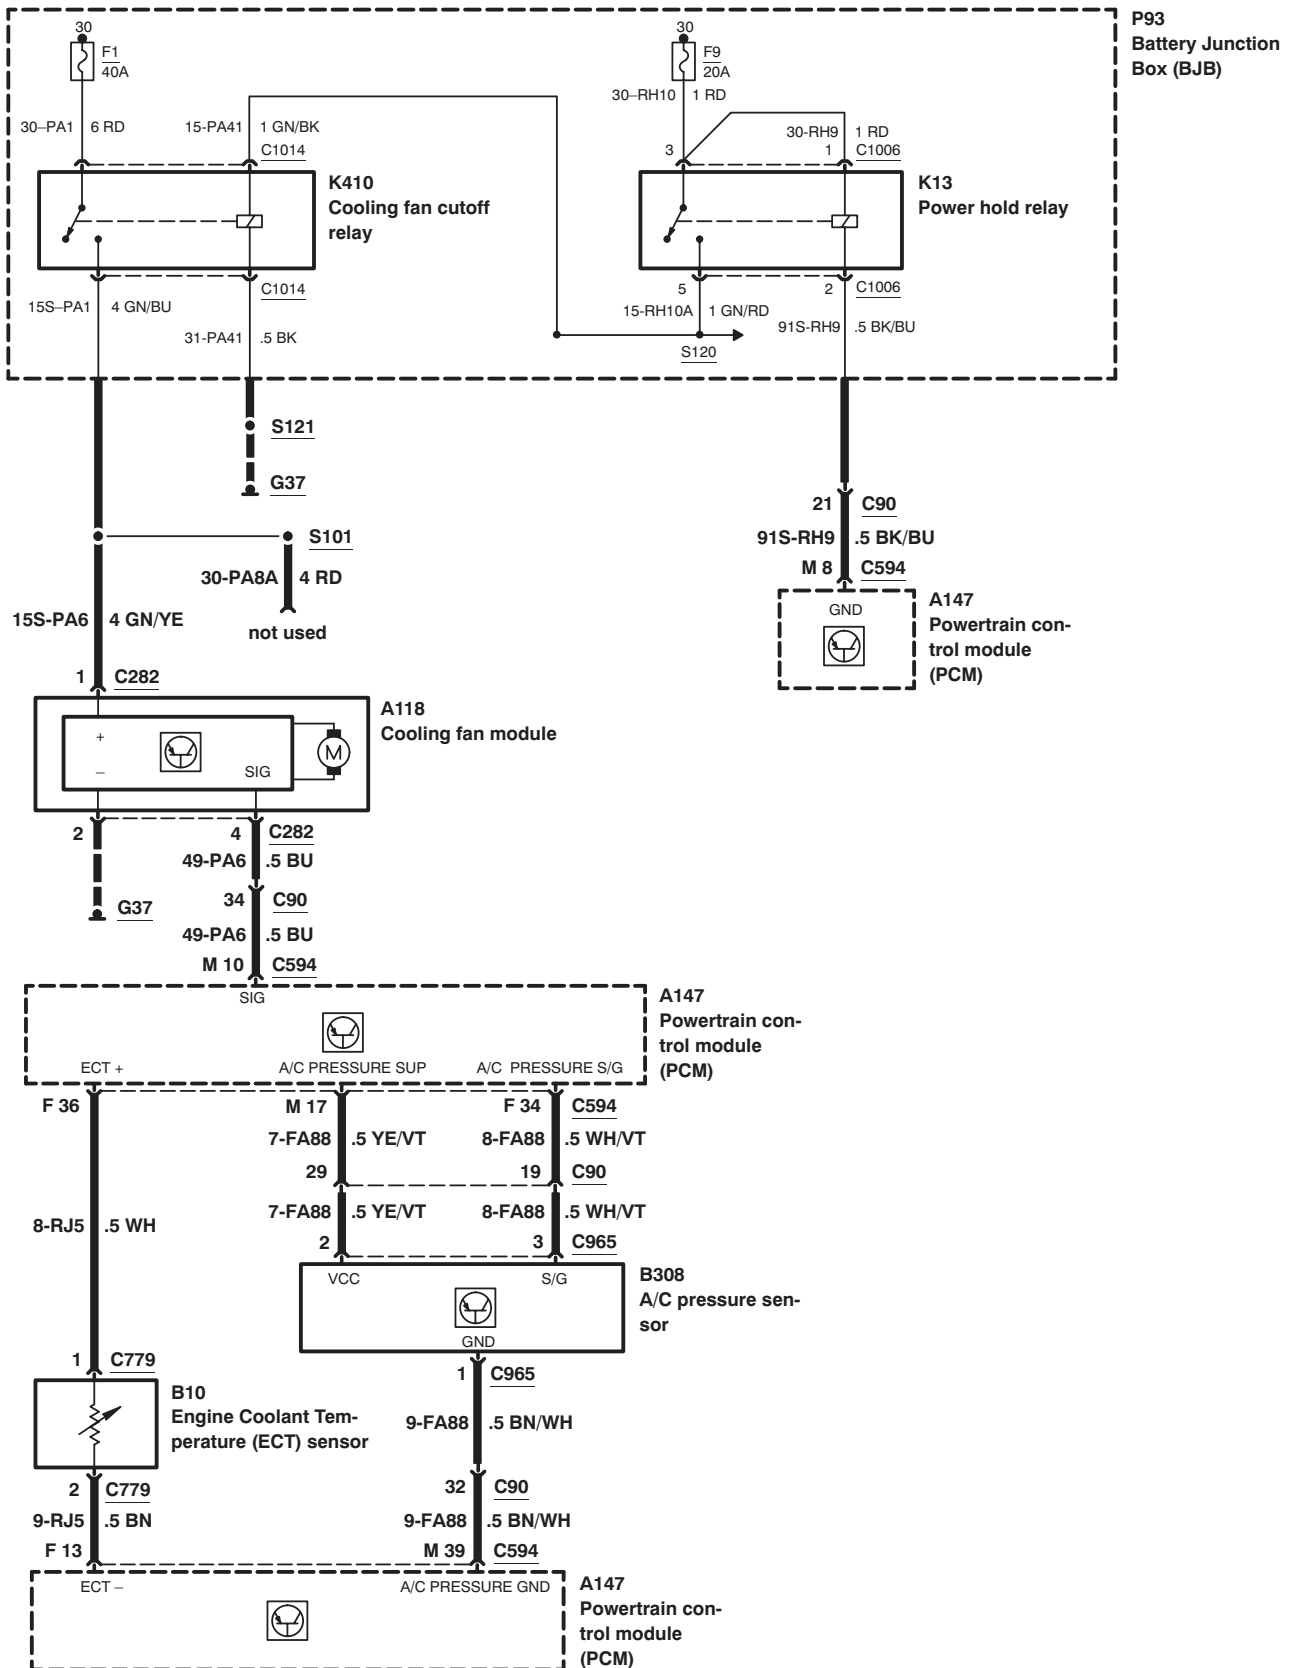 P93
Battery Junction
Box (BJB)
30
F1
40A
30
F9
20A
30–PA1
6 RD
15-PA41
1 GN/BK
C1014
30–RH10
1 RD
30-RH9
1 RD
3
1
C1006
K410
Cooling fan cutoff
relay
K13
Power hold relay
C1014
15S–PA1
4 GN/BU
31-PA41
.5 BK
5
2
C1006
15-RH10A
1 GN/RD
91S-RH9
.5 BK/BU
S120
S121
G37
S101
30-PA8A
4 RD
not used
15S-PA6
4 GN/YE
1
C282
21
C90
91S-RH9
.5 BK/BU
M 8
C594
GND
A147
Powertrain con-
trol module
(PCM)
A118
Cooling fan module
+
–
SIG
M
2
4
C282
49-PA6
.5 BU
G37
34
C90
49-PA6
.5 BU
M 10
C594
SIG
A147
Powertrain con-
trol module
(PCM)
ECT +
A/C PRESSURE SUP
A/C PRESSURE S/G
F 36
M 17
F 34
C594
7-FA88
.5 YE/VT
8-FA88
.5 WH/VT
29
19
C90
8-RJ5
.5 WH
7-FA88
.5 YE/VT
8-FA88
.5 WH/VT
2
3
C965
VCC
S/G
GND
B308
A/C pressure sen-
sor
1
C779
1
C965
B10
Engine Coolant Tem-
perature (ECT) sensor
9-FA88
.5 BN/WH
2
C779
32
C90
9-RJ5
.5 BN
9-FA88
.5 BN/WH
F 13
M 39
C594
ECT –
A/C PRESSURE GND
A147
Powertrain con-
trol module
(PCM)